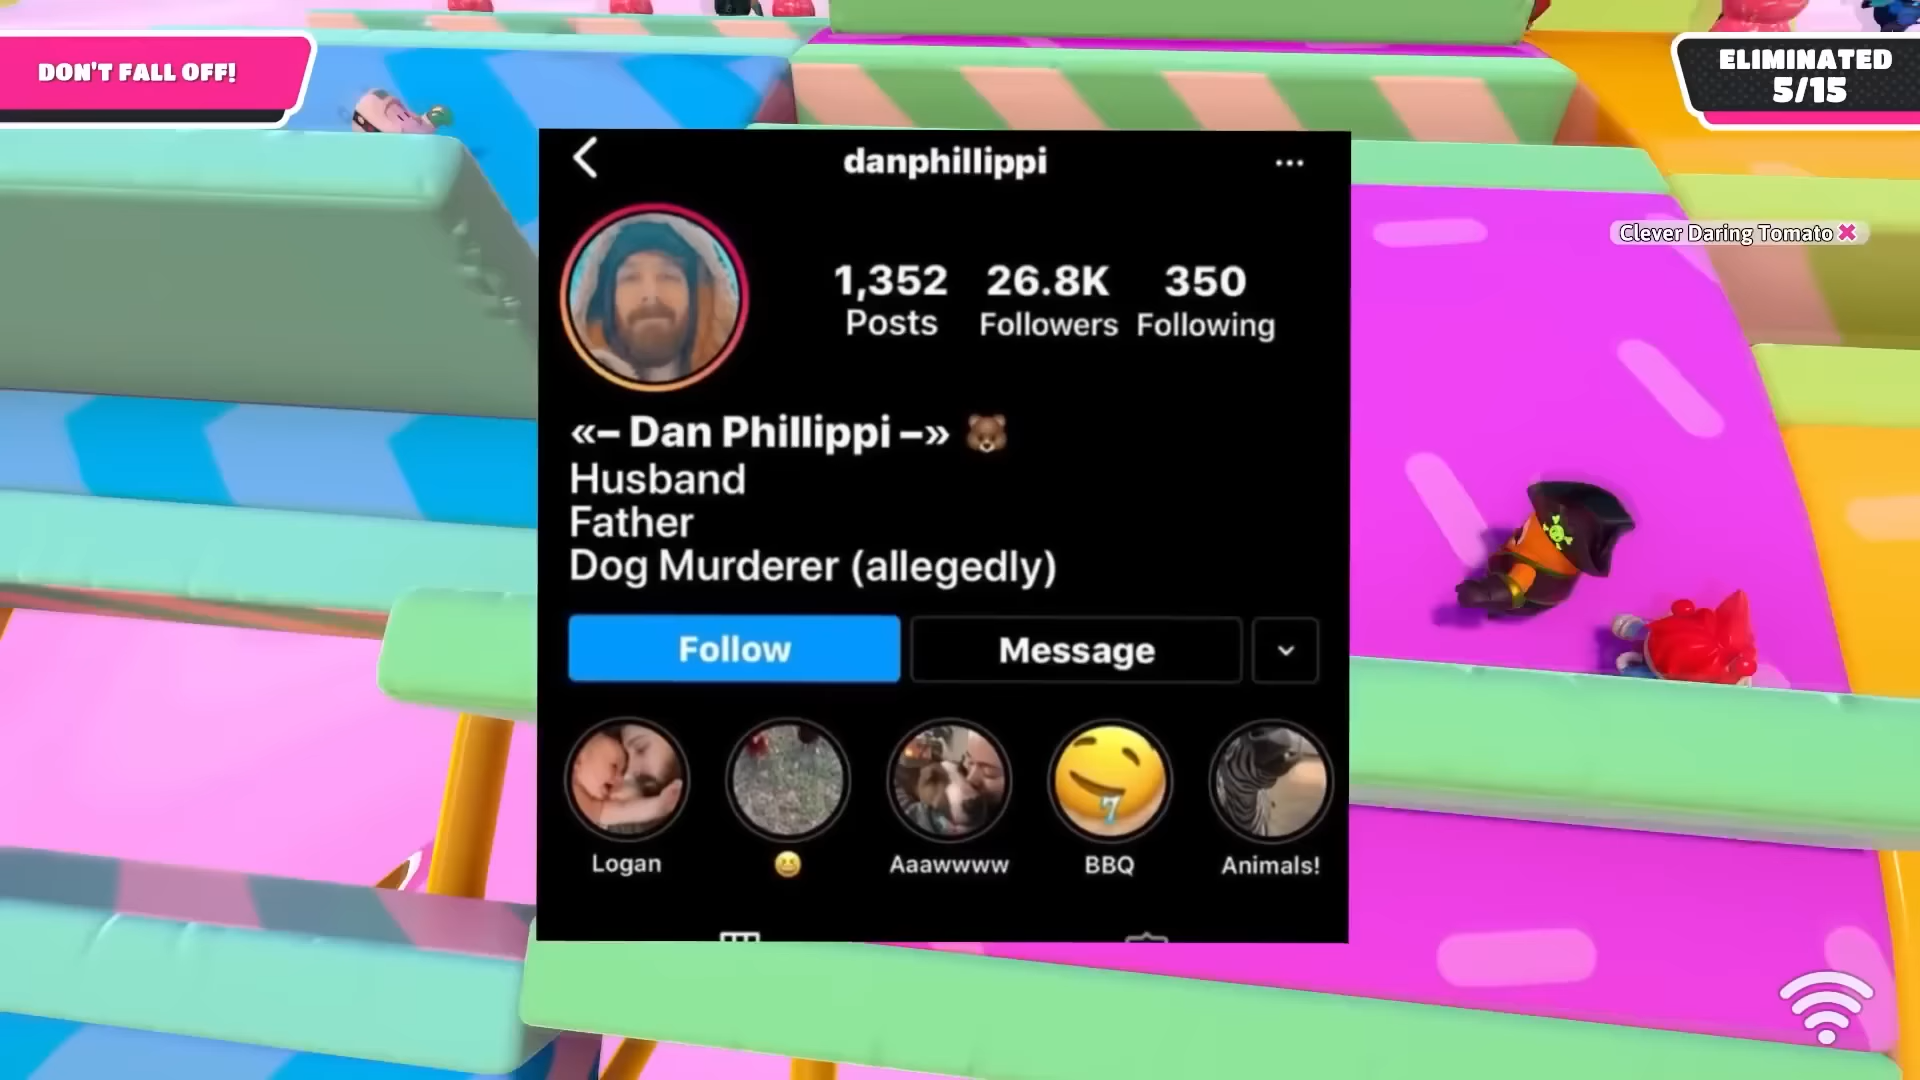 DON'T FALL OFF!
ELIMINATED
5/15
Clever Daring Tomato
danphillippi
1,352 26.8K 350
Posts Followers Following
«– Dan Phillippi –» 🐻
Husband
Father
Dog Murderer (allegedly)
Follow Message
Logan 😆 Aaawwww BBQ Animals!